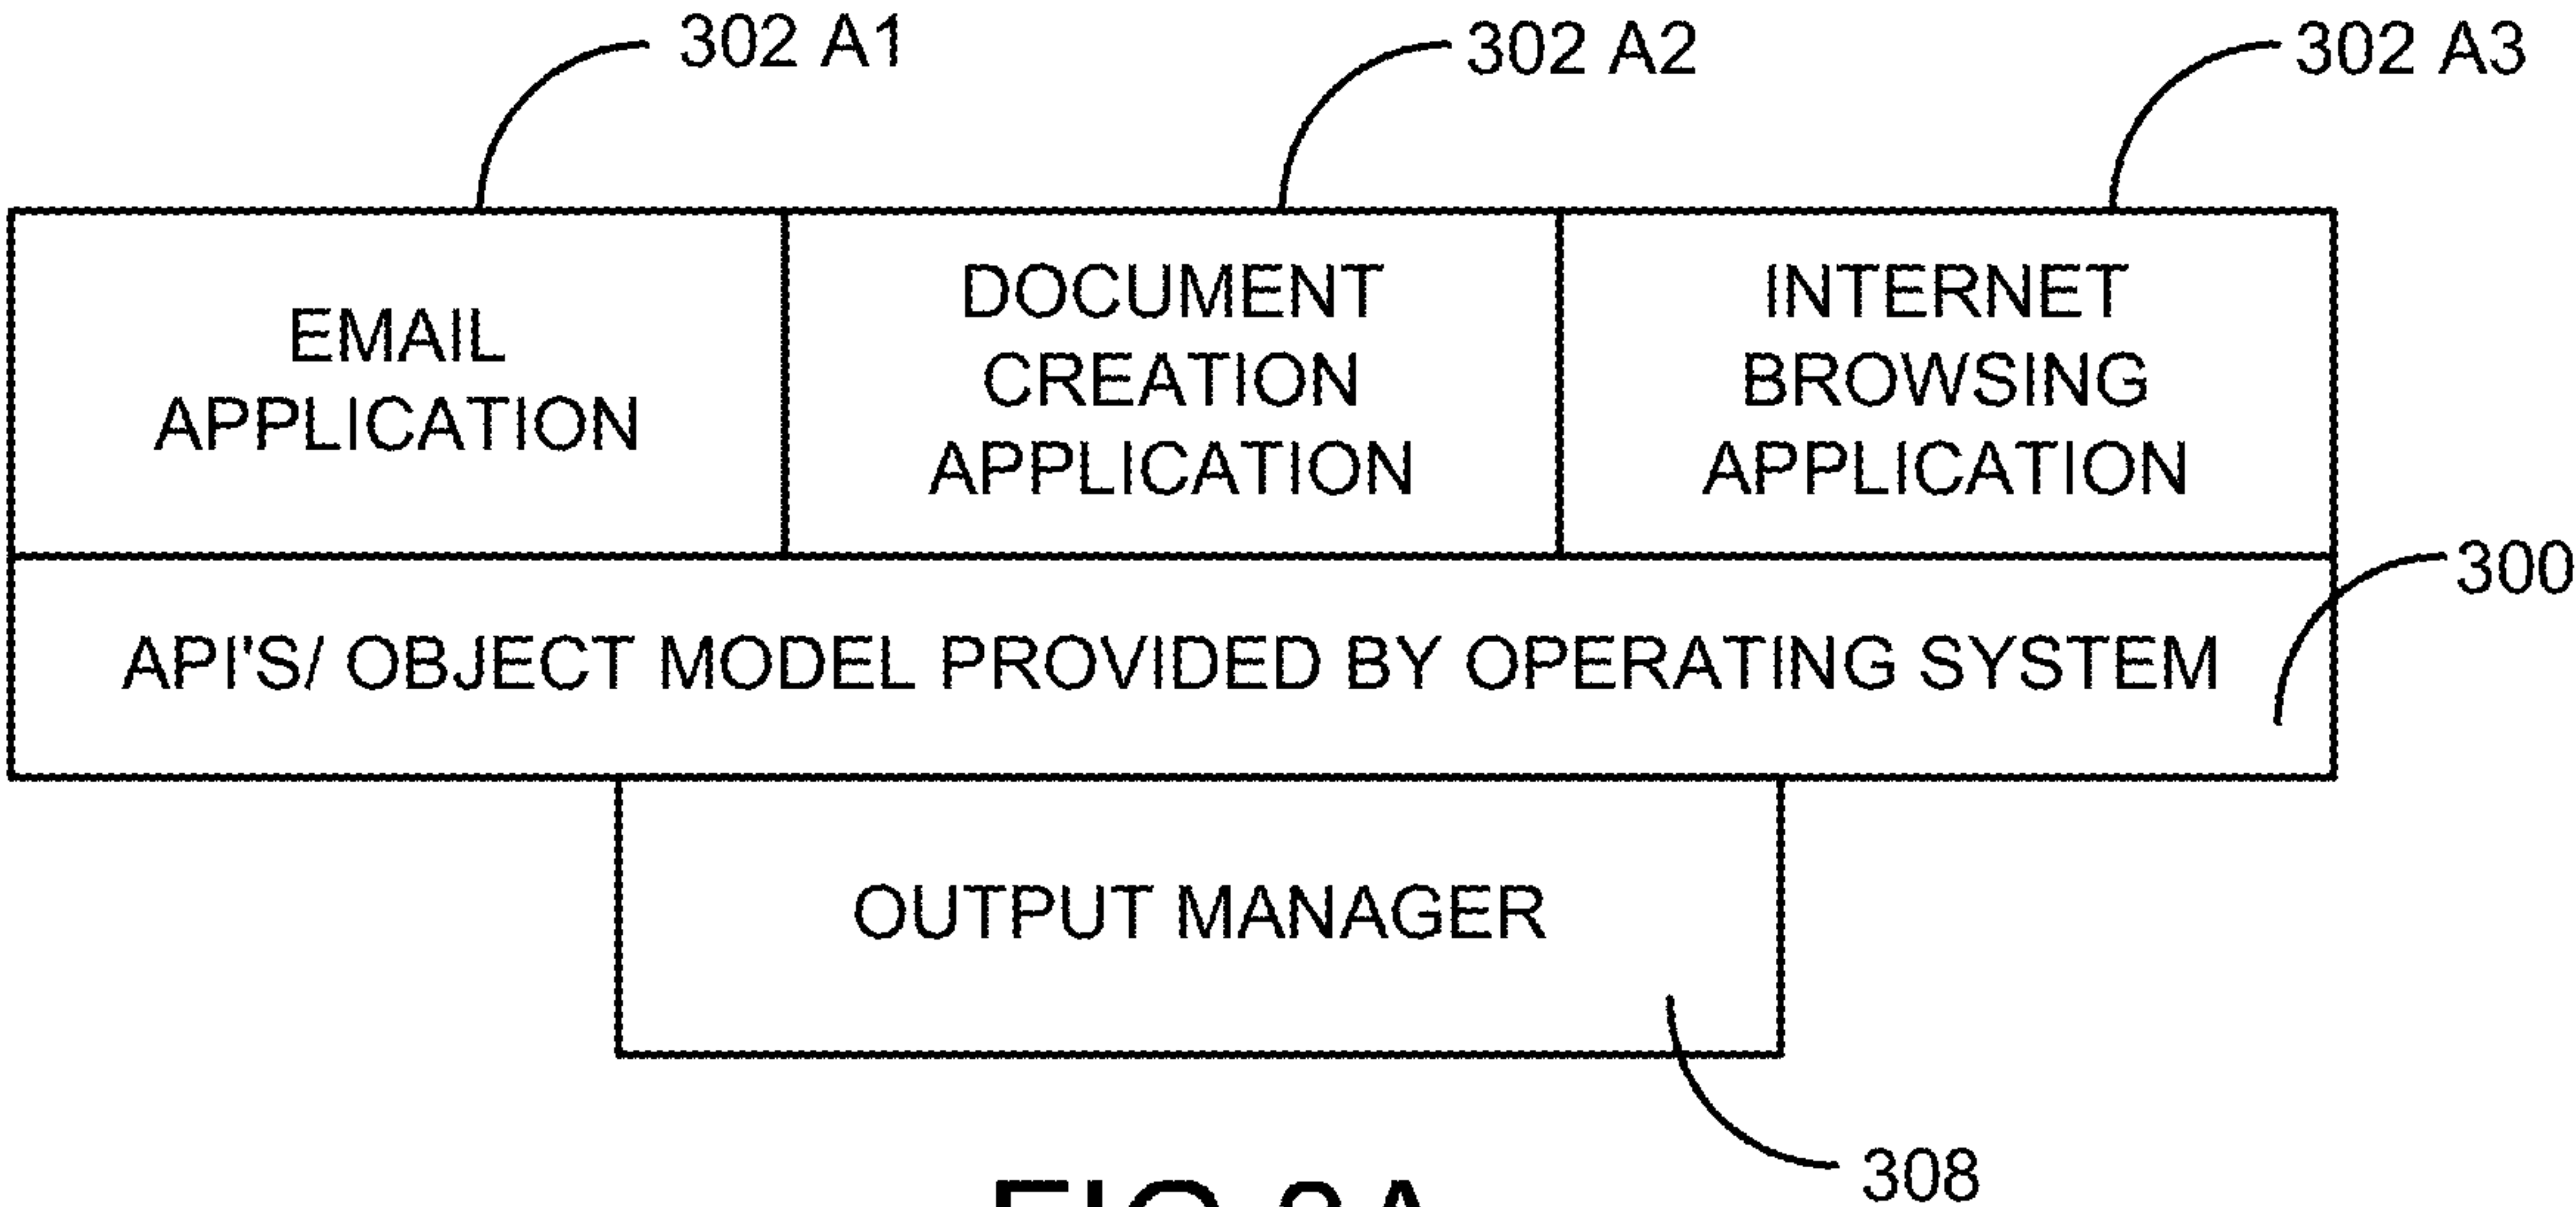 302 A1
302 A2
302 A3
EMAIL
APPLICATION
DOCUMENT
CREATION
APPLICATION
INTERNET
BROWSING
APPLICATION
300
API'S/ OBJECT MODEL PROVIDED BY OPERATING SYSTEM
OUTPUT MANAGER
308